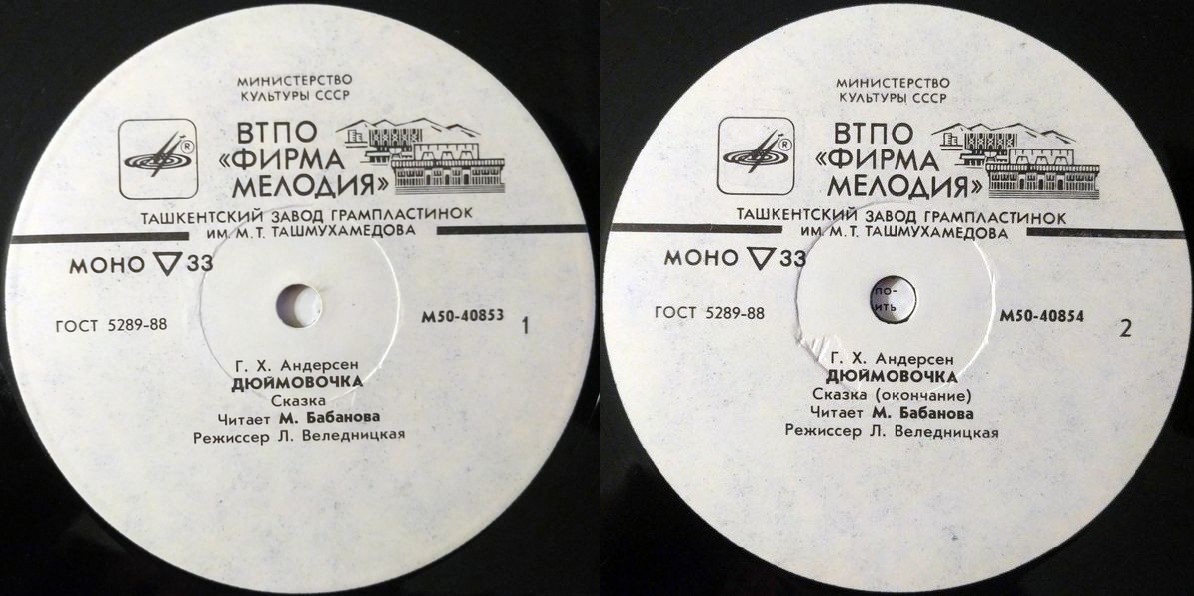 МИНИСТЕРСТВО
КУЛЬТУРЫ СССР
®
ВТПО
«ФИРМА
МЕЛОДИЯ»
ТАШКЕНТСКИЙ ЗАВОД ГРАМПЛАСТИНОК
ИМ. М. Т. ТАШМУХАМЕДОВА
МОНО ▽ 33
ГОСТ 5289-88
М50-40853
1
Г. Х. Андерсен
ДЮЙМОВОЧКА
Сказка
Читает М. Бабанова
Режиссер Л. Веледницкая
МИНИСТЕРСТВО
КУЛЬТУРЫ СССР
®
ВТПО
«ФИРМА
МЕЛОДИЯ»
ТАШКЕНТСКИЙ ЗАВОД ГРАМПЛАСТИНОК
ИМ. М. Т. ТАШМУХАМЕДОВА
МОНО ▽ 33
ГОСТ 5289-88
по-
ить
М50-40854
2
Г. Х. Андерсен
ДЮЙМОВОЧКА
Сказка (окончание)
Читает М. Бабанова
Режиссер Л. Веледницкая